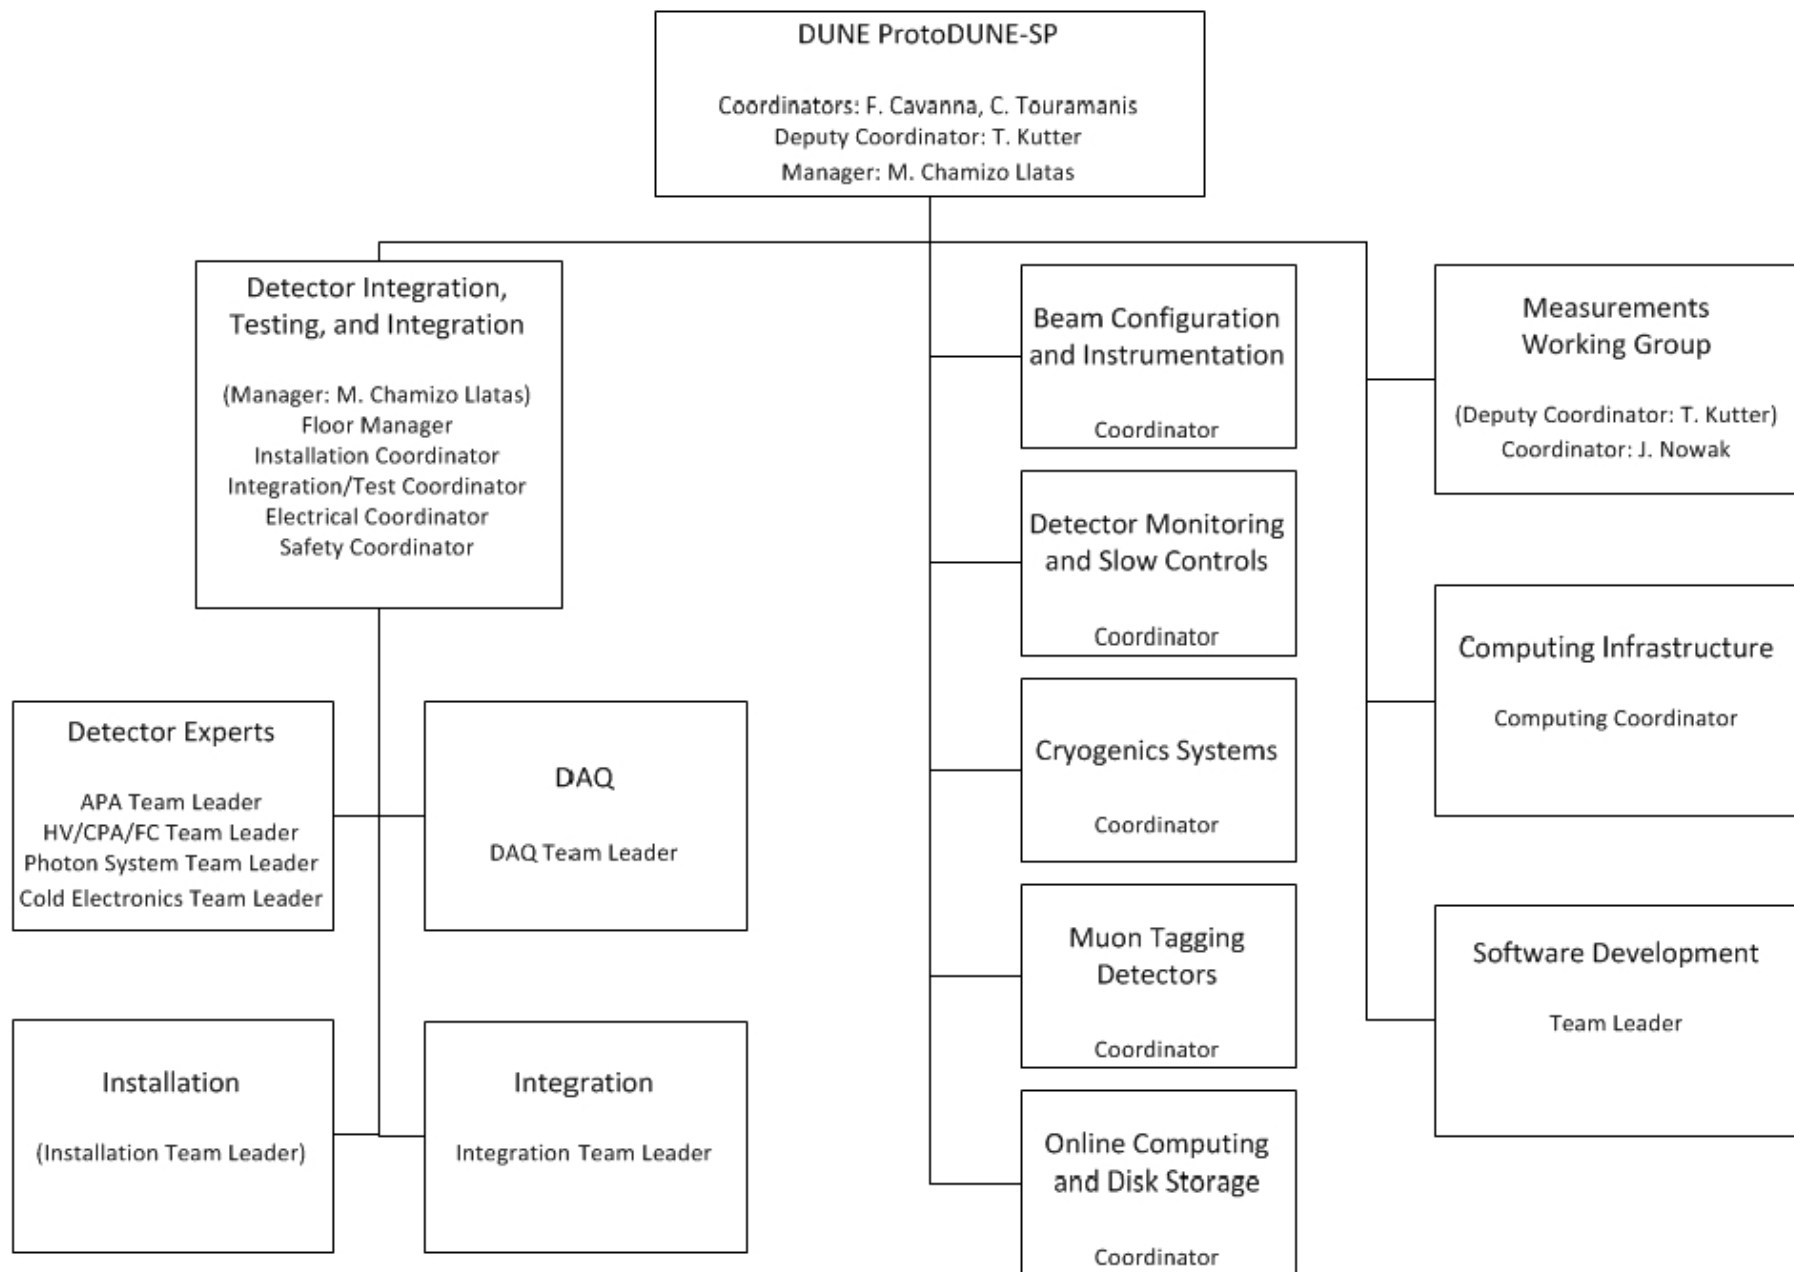 DUNE ProtoDUNE-SP
Coordinators: F. Cavanna, C. Touramanis
Deputy Coordinator: T. Kutter
Manager: M. Chamizo Llatas
Detector Integration,
Testing, and Integration
(Manager: M. Chamizo Llatas)
Floor Manager
Installation Coordinator
Integration/Test Coordinator
Electrical Coordinator
Safety Coordinator
Detector Experts
APA Team Leader
HV/CPA/FC Team Leader
Photon System Team Leader
Cold Electronics Team Leader
DAQ
DAQ Team Leader
Installation
(Installation Team Leader)
Integration
Integration Team Leader
Beam Configuration
and Instrumentation
Coordinator
Detector Monitoring
and Slow Controls
Coordinator
Cryogenics Systems
Coordinator
Muon Tagging
Detectors
Coordinator
Online Computing
and Disk Storage
Coordinator
Measurements
Working Group
(Deputy Coordinator: T. Kutter)
Coordinator: J. Nowak
Computing Infrastructure
Computing Coordinator
Software Development
Team Leader